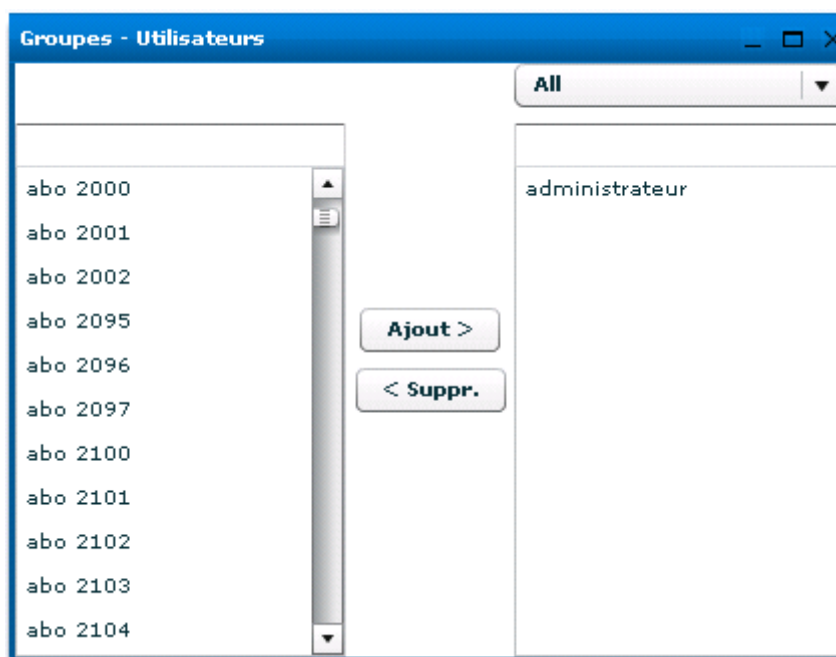 Groupes - Utilisateurs
All
abo 2000
abo 2001
abo 2002
abo 2095
abo 2096
abo 2097
abo 2100
abo 2101
abo 2102
abo 2103
abo 2104
Ajout >
< Suppr.
administrateur